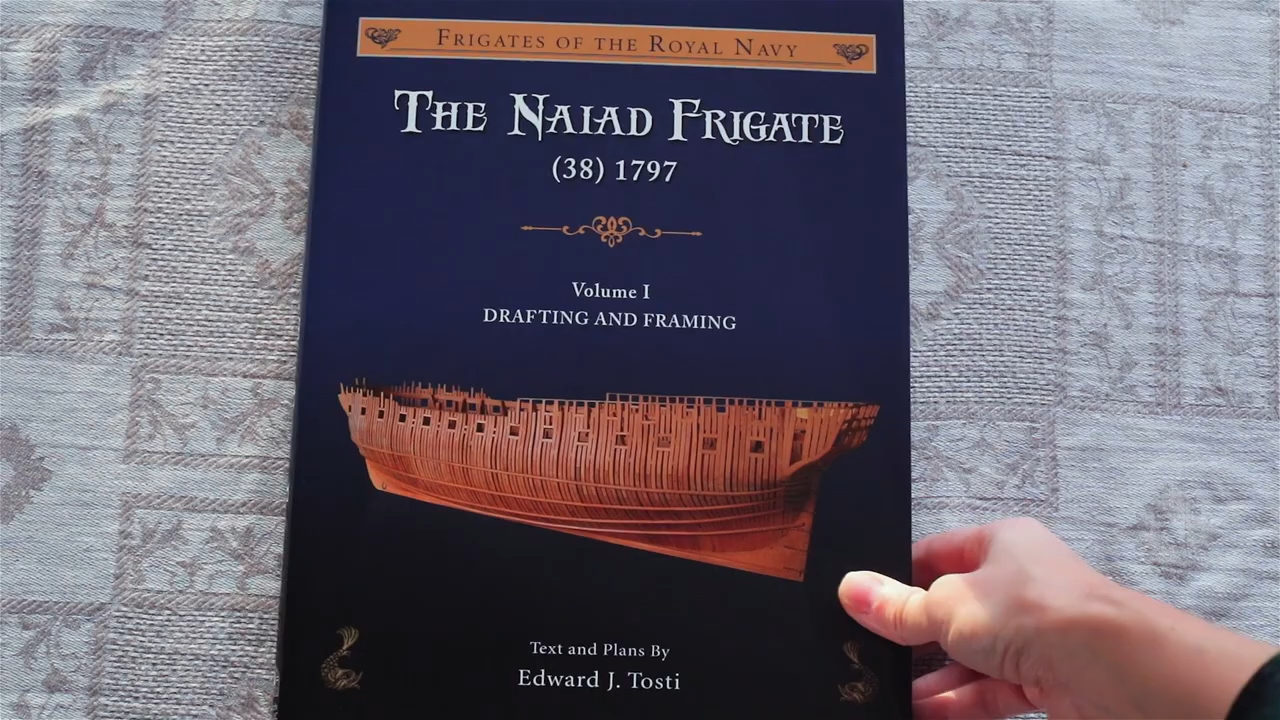 FRIGATES OF THE ROYAL NAVY
THE NAIAD FRIGATE
(38) 1797
Volume I
DRAFTING AND FRAMING
Text and Plans By
Edward J. Tosti